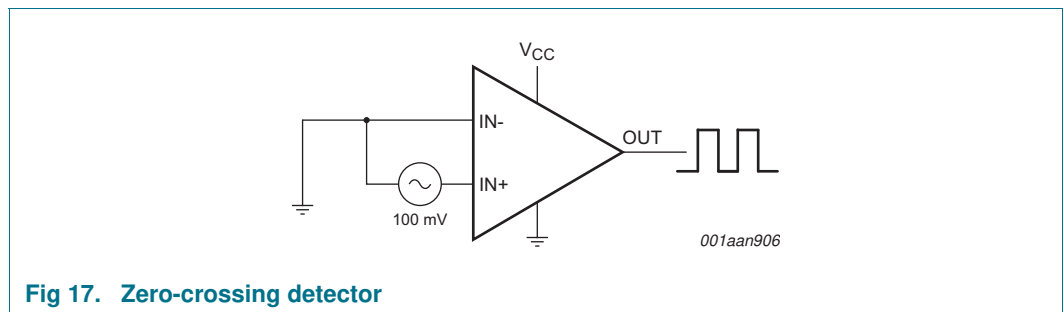 VCC
IN-
OUT
IN+
100 mV
001aan906
Fig 17. Zero-crossing detector